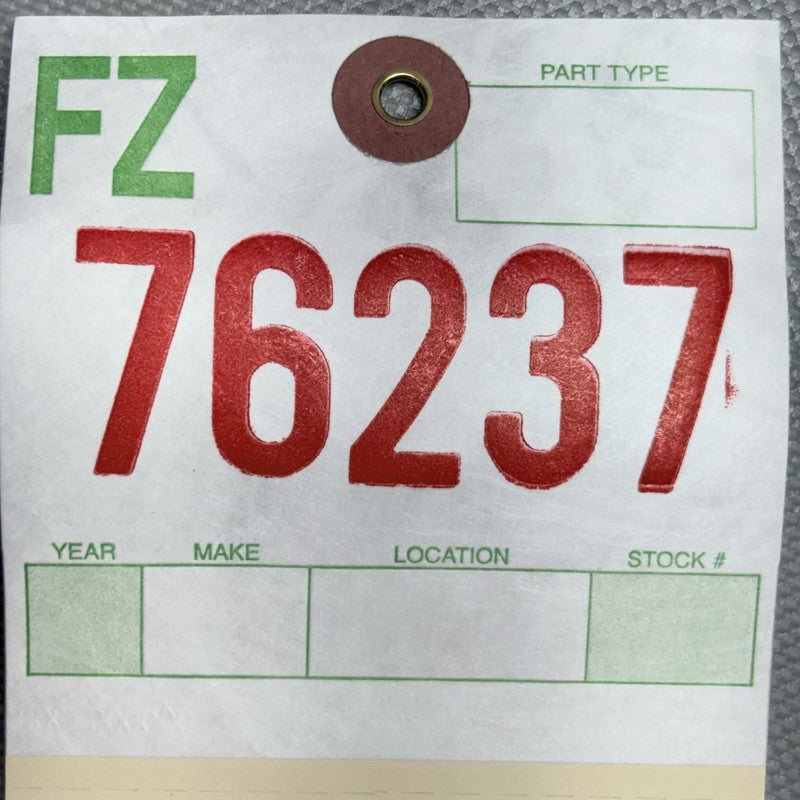 FZ
PART TYPE
76237
YEAR MAKE LOCATION STOCK #